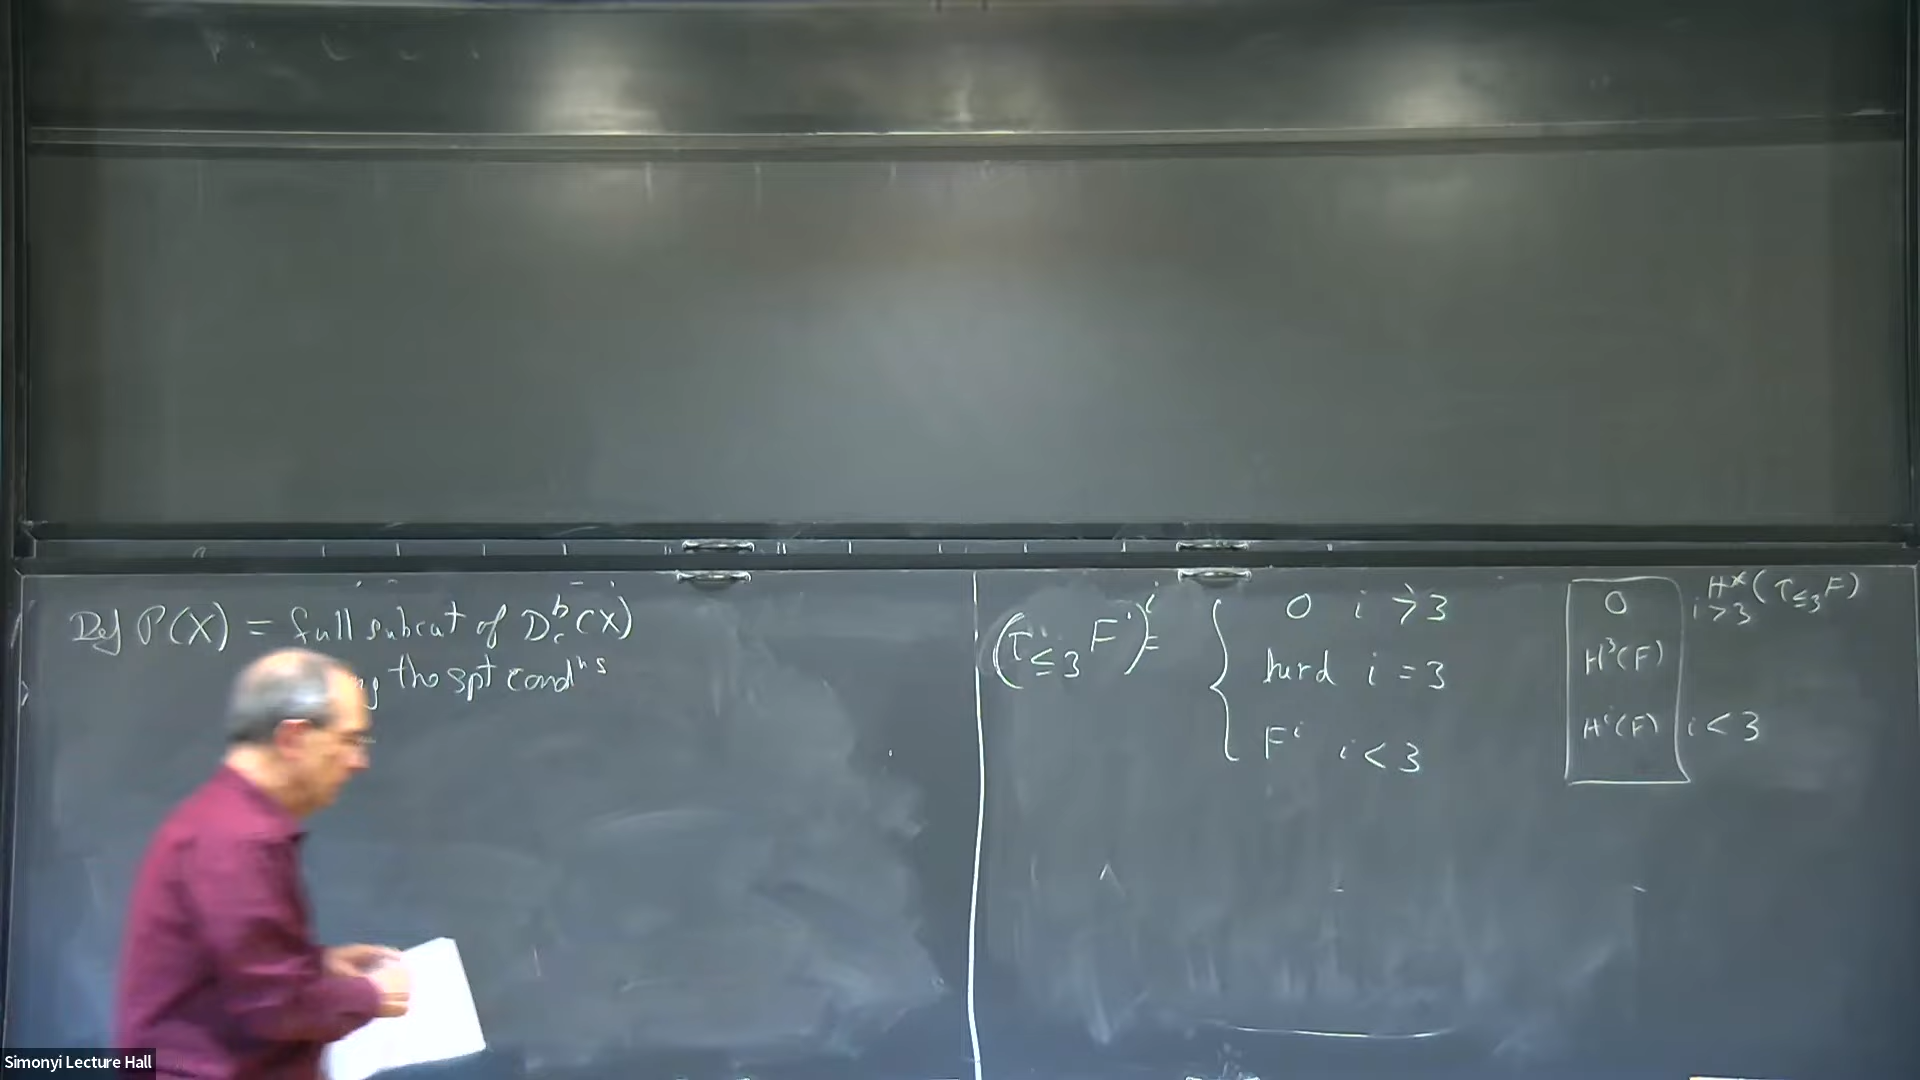 Def P(X) = full subcat of D^b_c(X)
the spt cond^ns
(τ_{≤3} F^·)^i = { 0 i > 3
hard i = 3
F^i i < 3
0 i > 3 H^*(τ_{≤3} F)
H^3(F)
H^i(F) i < 3
Simonyi Lecture Hall